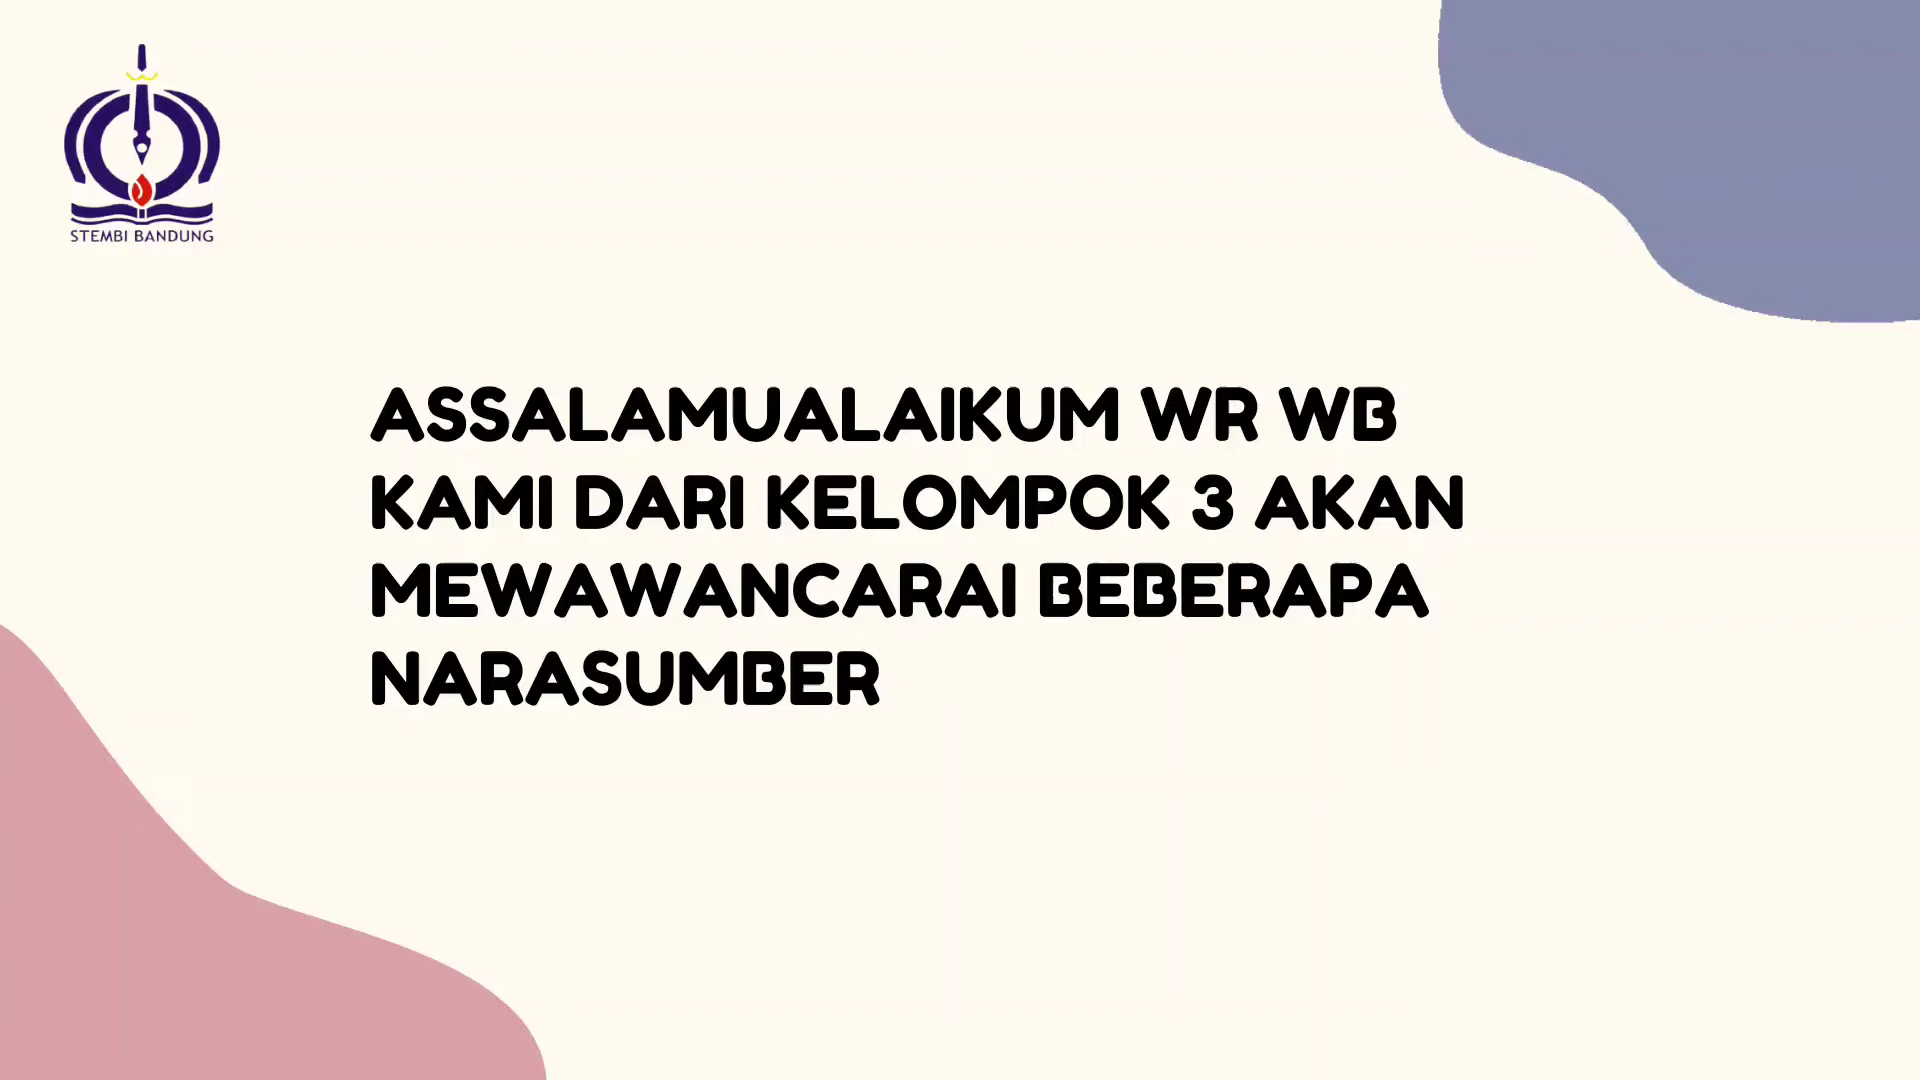 STEMBI BANDUNG
ASSALAMUALAIKUM WR WB
KAMI DARI KELOMPOK 3 AKAN
MEWAWANCARAI BEBERAPA
NARASUMBER